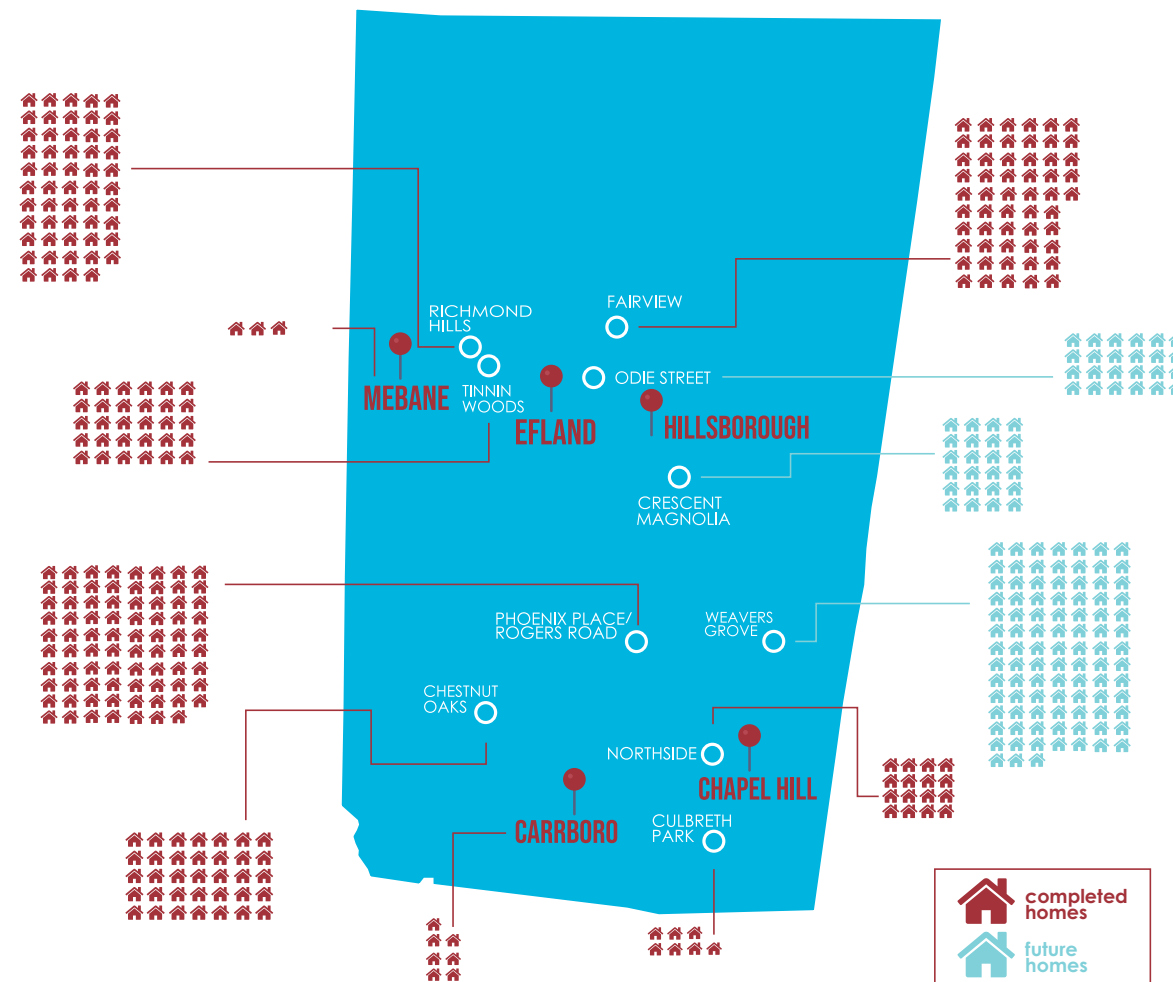 FAIRVIEW
RICHMOND
HILLS
ODIE STREET
TINNIN
WOODS
MEBANE
EFLAND
HILLSBOROUGH
CRESCENT
MAGNOLIA
PHOENIX PLACE/
ROGERS ROAD
WEAVERS
GROVE
CHESTNUT
OAKS
NORTHSIDE
CHAPEL HILL
CARRBORO
CULBRETH
PARK
completed
homes
future
homes